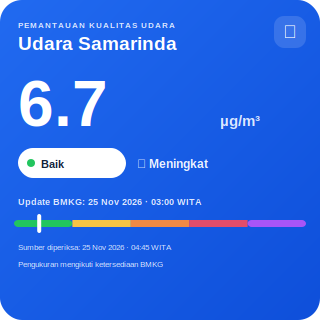 PEMANTAUAN KUALITAS UDARA
Udara Samarinda
6.7 µg/m³
Baik
Meningkat
Update BMKG: 25 Nov 2026 · 03:00 WITA
Sumber diperiksa: 25 Nov 2026 · 04:45 WITA
Pengukuran mengikuti ketersediaan BMKG